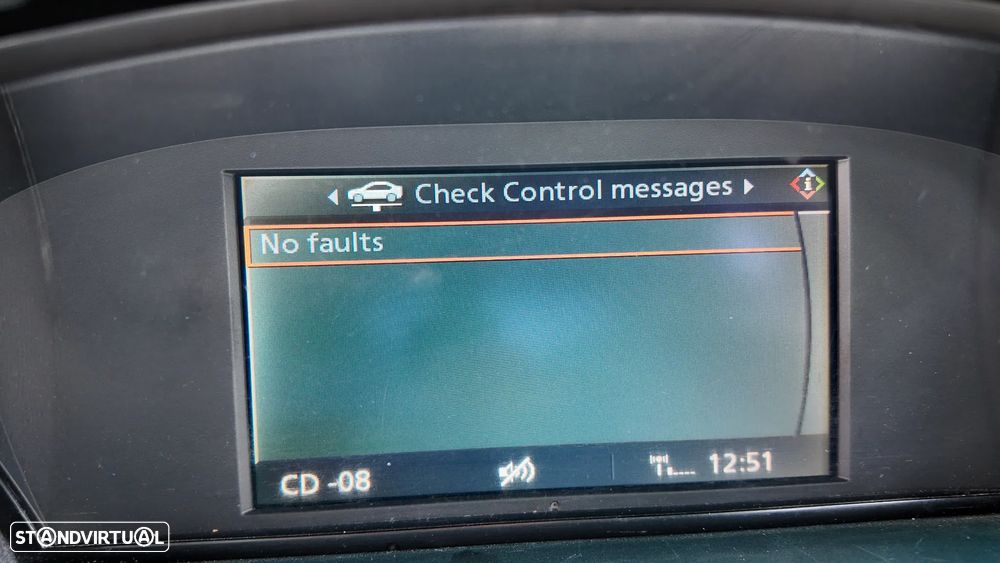 Check Control messages
i
No faults
CD -08
12:51
STANDVIRTUAL